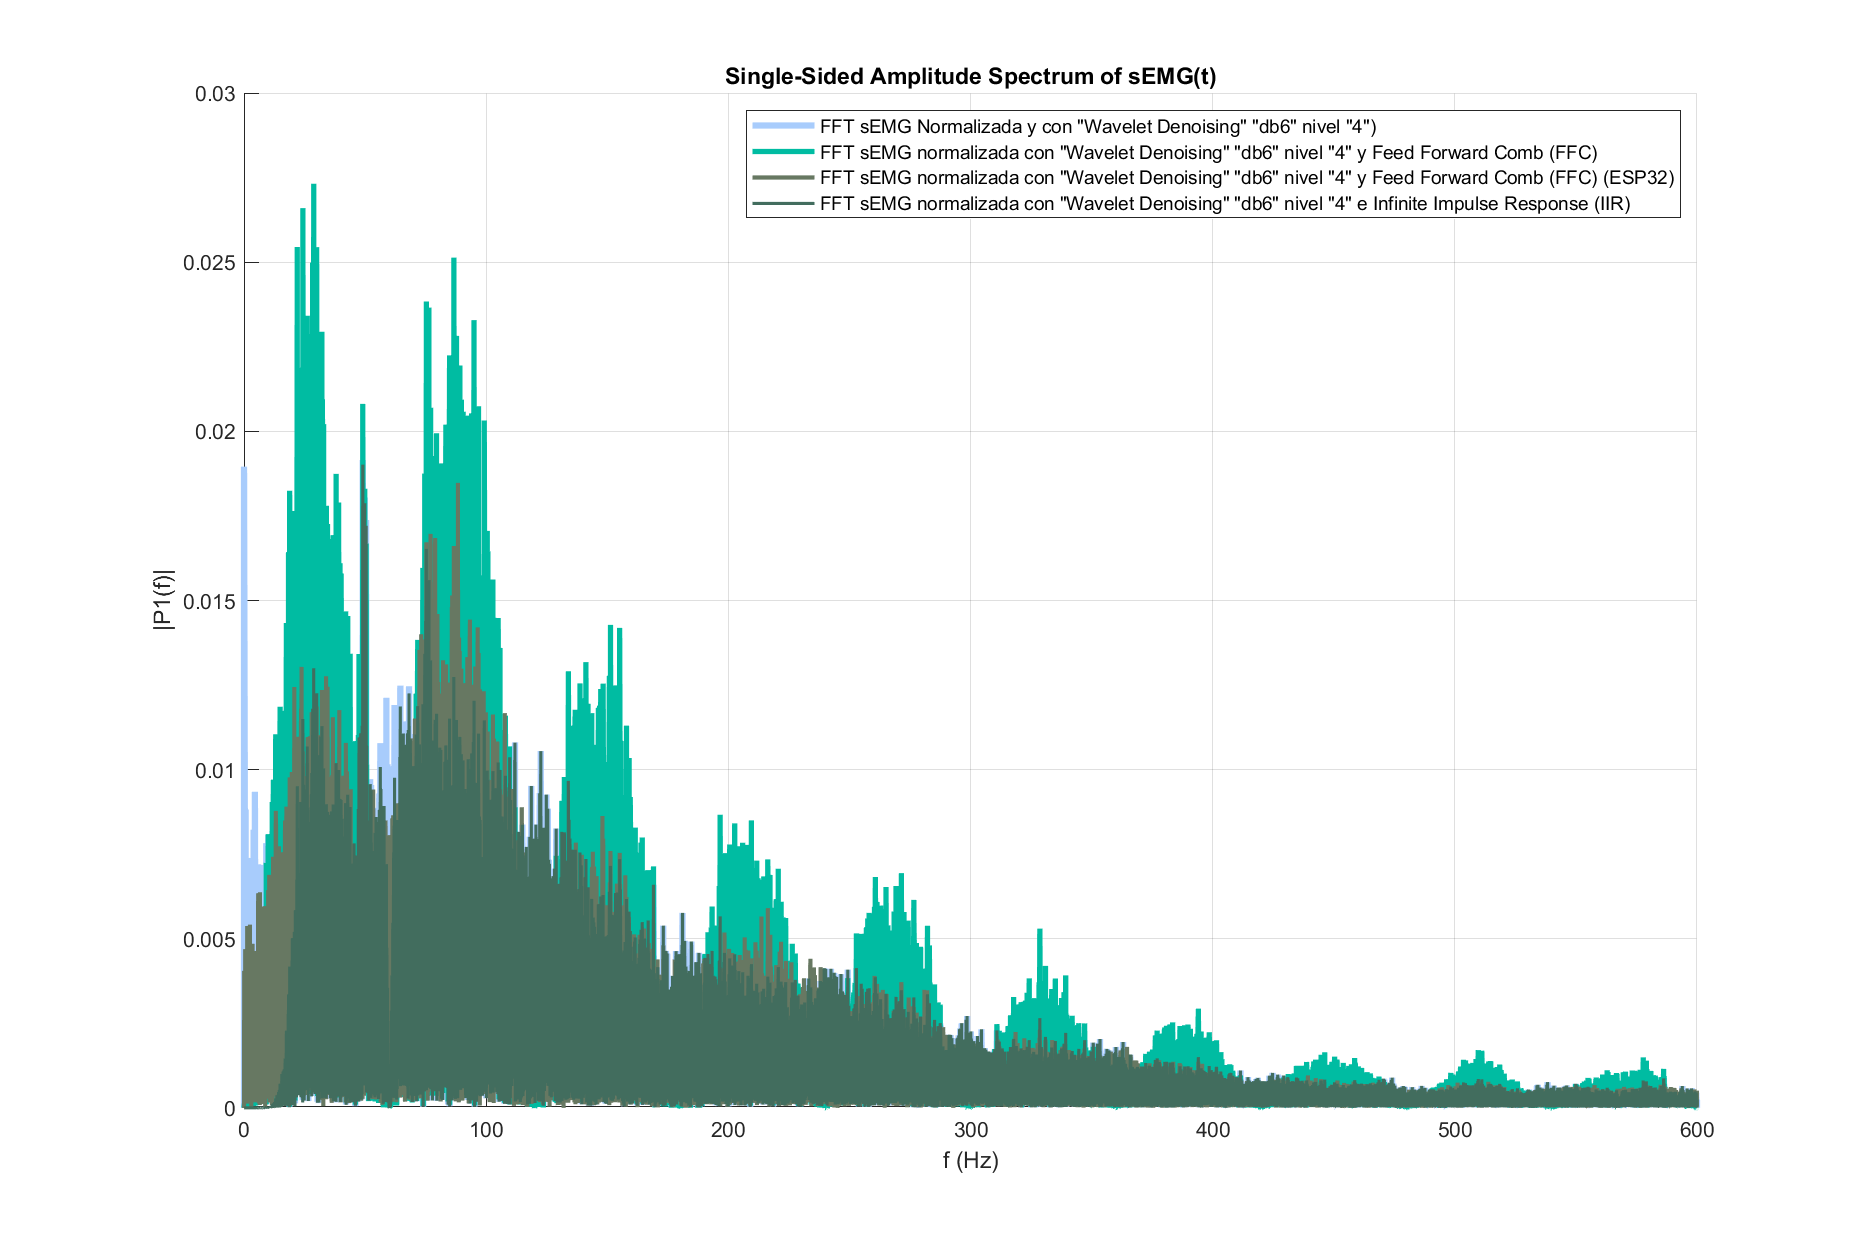 Single-Sided Amplitude Spectrum of sEMG(t)
FFT sEMG Normalizada y con "Wavelet Denoising" "db6" nivel "4")
FFT sEMG normalizada con "Wavelet Denoising" "db6" nivel "4" y Feed Forward Comb (FFC)
FFT sEMG normalizada con "Wavelet Denoising" "db6" nivel "4" y Feed Forward Comb (FFC) (ESP32)
FFT sEMG normalizada con "Wavelet Denoising" "db6" nivel "4" e Infinite Impulse Response (IIR)
0.03
0.025
0.02
0.015
0.01
0.005
0
|P1(f)|
0 100 200 300 400 500 600
f (Hz)